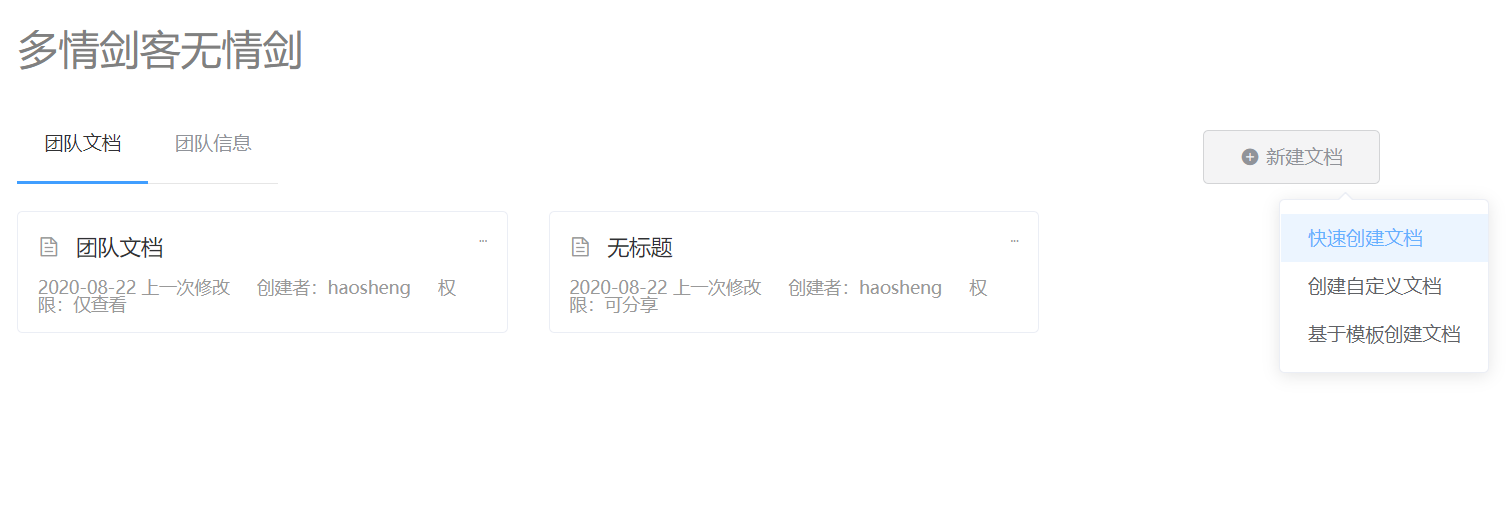 多情剑客无情剑
团队文档 团队信息
新建文档
快速创建文档
创建自定义文档
基于模板创建文档
团队文档
2020-08-22 上一次修改 创建者：haosheng 权
限：仅查看
无标题
2020-08-22 上一次修改 创建者：haosheng 权
限：可分享